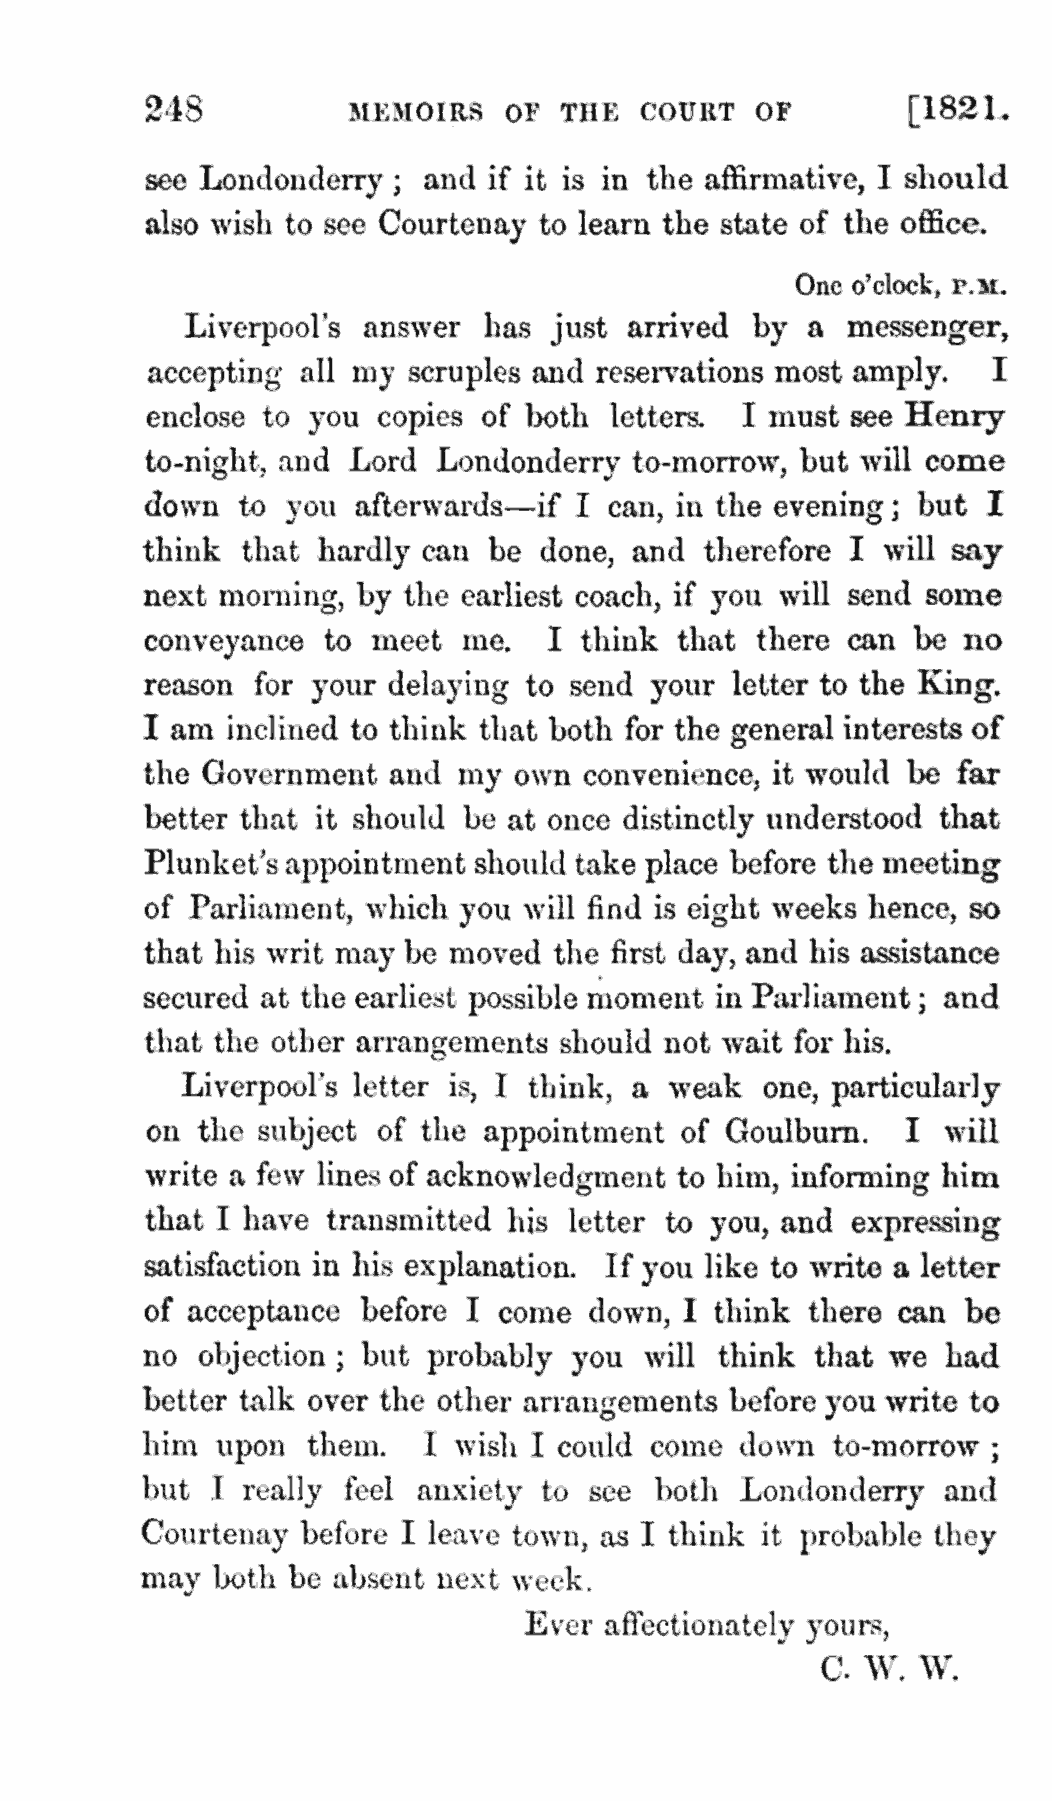 248 MEMOIRS OF THE COURT OF [1821.
see Londonderry ; and if it is in the affirmative, I should
also wish to see Courtenay to learn the state of the office.
One o'clock, P.M.
Liverpool's answer has just arrived by a messenger,
accepting all my scruples and reservations most amply. I
enclose to you copies of both letters. I must see Henry
to-night, and Lord Londonderry to-morrow, but will come
down to you afterwards—if I can, in the evening ; but I
think that hardly can be done, and therefore I will say
next morning, by the earliest coach, if you will send some
conveyance to meet me. I think that there can be no
reason for your delaying to send your letter to the King.
I am inclined to think that both for the general interests of
the Government and my own convenience, it would be far
better that it should be at once distinctly understood that
Plunket's appointment should take place before the meeting
of Parliament, which you will find is eight weeks hence, so
that his writ may be moved the first day, and his assistance
secured at the earliest possible moment in Parliament ; and
that the other arrangements should not wait for his.
Liverpool's letter is, I think, a weak one, particularly
on the subject of the appointment of Goulburn. I will
write a few lines of acknowledgment to him, informing him
that I have transmitted his letter to you, and expressing
satisfaction in his explanation. If you like to write a letter
of acceptance before I come down, I think there can be
no objection ; but probably you will think that we had
better talk over the other arrangements before you write to
him upon them. I wish I could come down to-morrow ;
but I really feel anxiety to see both Londonderry and
Courtenay before I leave town, as I think it probable they
may both be absent next week.
Ever affectionately yours,
C. W. W.